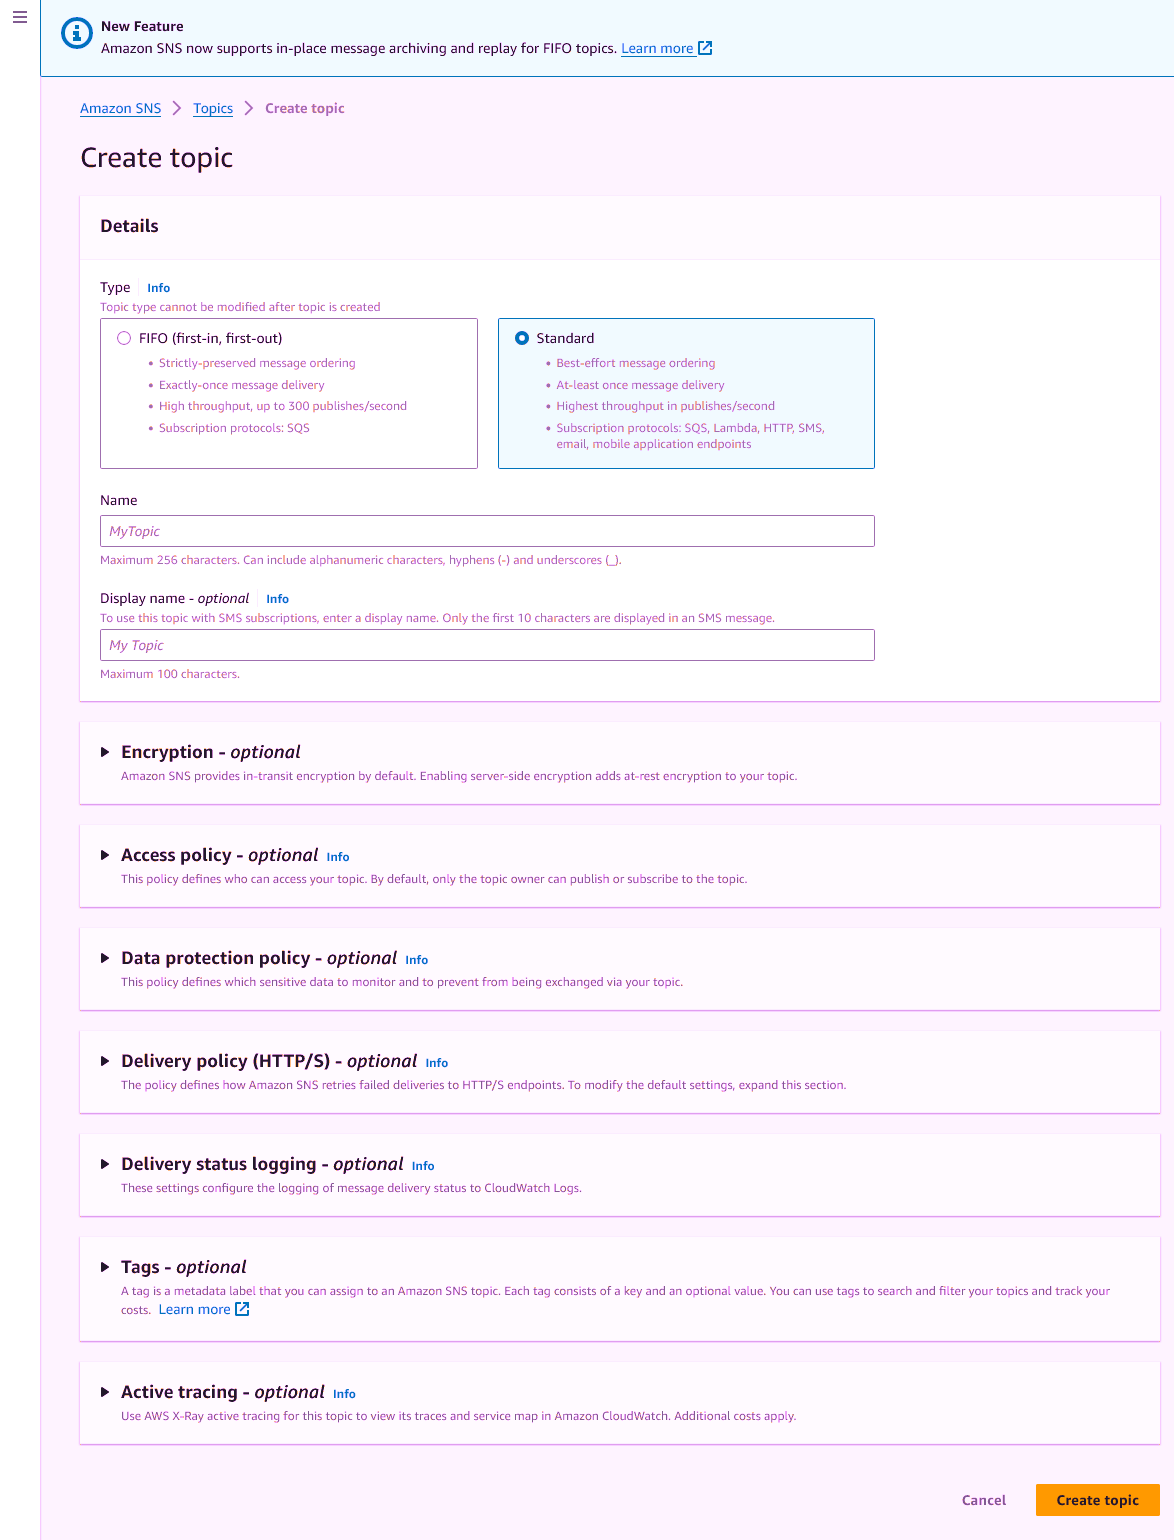 New Feature
Amazon SNS now supports in-place message archiving and replay for FIFO topics. Learn more
Amazon SNS > Topics > Create topic
Create topic
Details
Type Info
Topic type cannot be modified after topic is created
FIFO (first-in, first-out)
• Strictly-preserved message ordering
• Exactly-once message delivery
• High throughput, up to 300 publishes/second
• Subscription protocols: SQS
Standard
• Best-effort message ordering
• At-least once message delivery
• Highest throughput in publishes/second
• Subscription protocols: SQS, Lambda, HTTP, SMS,
email, mobile application endpoints
Name
MyTopic
Maximum 256 characters. Can include alphanumeric characters, hyphens (-) and underscores (_).
Display name - optional Info
To use this topic with SMS subscriptions, enter a display name. Only the first 10 characters are displayed in an SMS message.
My Topic
Maximum 100 characters.
Encryption - optional
Amazon SNS provides in-transit encryption by default. Enabling server-side encryption adds at-rest encryption to your topic.
Access policy - optional Info
This policy defines who can access your topic. By default, only the topic owner can publish or subscribe to the topic.
Data protection policy - optional Info
This policy defines which sensitive data to monitor and to prevent from being exchanged via your topic.
Delivery policy (HTTP/S) - optional Info
The policy defines how Amazon SNS retries failed deliveries to HTTP/S endpoints. To modify the default settings, expand this section.
Delivery status logging - optional Info
These settings configure the logging of message delivery status to CloudWatch Logs.
Tags - optional
A tag is a metadata label that you can assign to an Amazon SNS topic. Each tag consists of a key and an optional value. You can use tags to search and filter your topics and track your
costs. Learn more
Active tracing - optional Info
Use AWS X-Ray active tracing for this topic to view its traces and service map in Amazon CloudWatch. Additional costs apply.
Cancel
Create topic